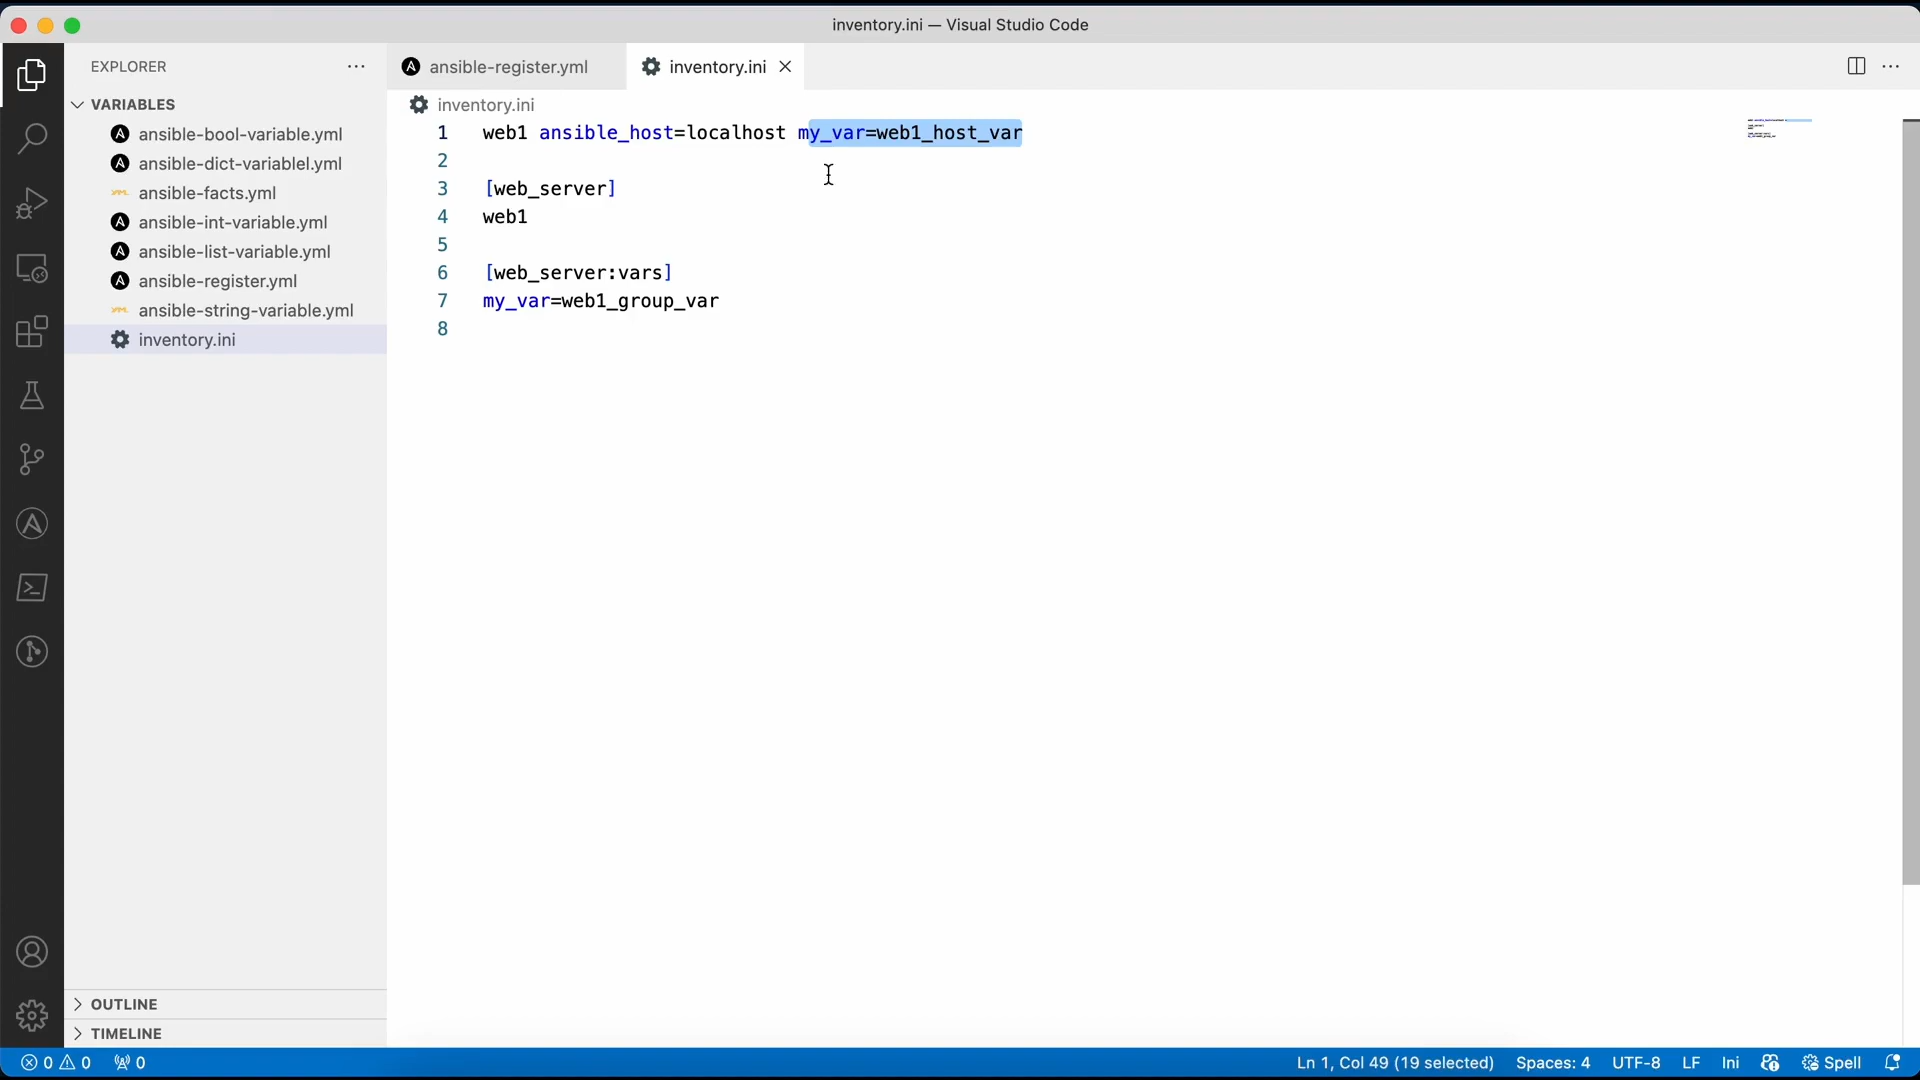 inventory.ini — Visual Studio Code
EXPLORER
VARIABLES
ansible-bool-variable.yml
ansible-dict-variablel.yml
ansible-facts.yml
ansible-int-variable.yml
ansible-list-variable.yml
ansible-register.yml
ansible-string-variable.yml
inventory.ini
OUTLINE
TIMELINE
ansible-register.yml
inventory.ini
inventory.ini
1 web1 ansible_host=localhost my_var=web1_host_var
2
3 [web_server]
4 web1
5
6 [web_server:vars]
7 my_var=web1_group_var
8
0 0 0
Ln 1, Col 49 (19 selected) Spaces: 4 UTF-8 LF Ini Spell